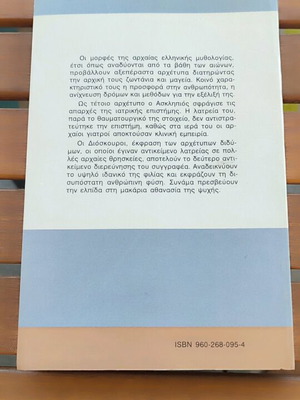 Οι μορφές της αρχαίας ελληνικής μυθολογίας,
έτσι όπως αναδύονται από τα βάθη των αιώνων,
προβάλλουν αξεπέραστα αρχέτυπα διατηρώντας
την αρχική τους ζωντάνια και μαγεία. Κοινό χαρα-
κτηριστικό τους η προσφορά στην ανθρωπότητα, η
ανίχνευση δρόμων και μεθόδων για την εξέλιξή της.
Ως τέτοιο αρχέτυπο ο Ασκληπιός σφράγισε τις
απαρχές της ιατρικής επιστήμης. Η λατρεία του,
παρά το θαυματουργικό της στοιχείο, δεν αντιστρα-
τεύτηκε την επιστήμη, καθώς στα ιερά του οι αρ-
χαίοι γιατροί αποκτούσαν κλινική εμπειρία.
Οι Διόσκουροι, έκφραση των αρχέτυπων διδύ-
μων, οι οποίοι έγιναν αντικείμενο λατρείας σε πολ-
λές αρχαίες θρησκείες, αποτελούν το δεύτερο αντι-
κείμενο διερεύνησης του συγγραφέα. Αναδεικνύουν
το υψηλό ιδανικό της φιλίας και εκφράζουν τη δι-
συπόστατη ανθρώπινη φύση. Συνάμα πρεσβεύουν
την ελπίδα στη μακάρια αθανασία της ψυχής.
ISBN 960-268-095-4